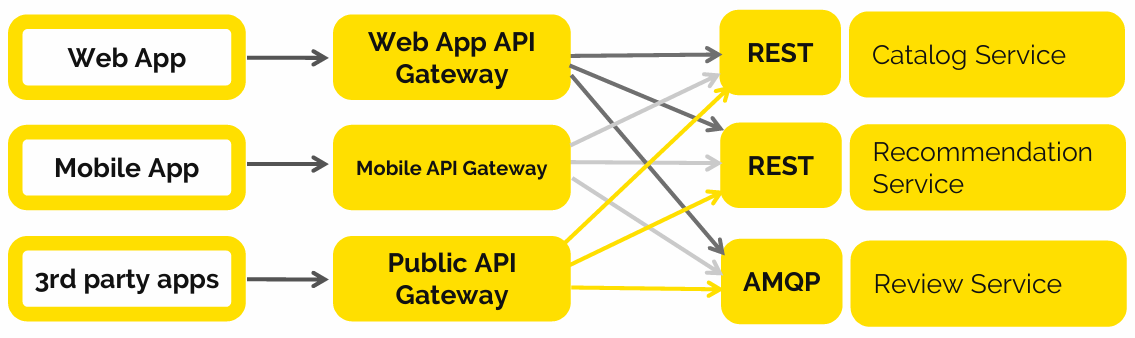 Web App
Web App API
Gateway
REST
Catalog Service
Mobile App
Mobile API Gateway
REST
Recommendation
Service
3rd party apps
Public API
Gateway
AMQP
Review Service